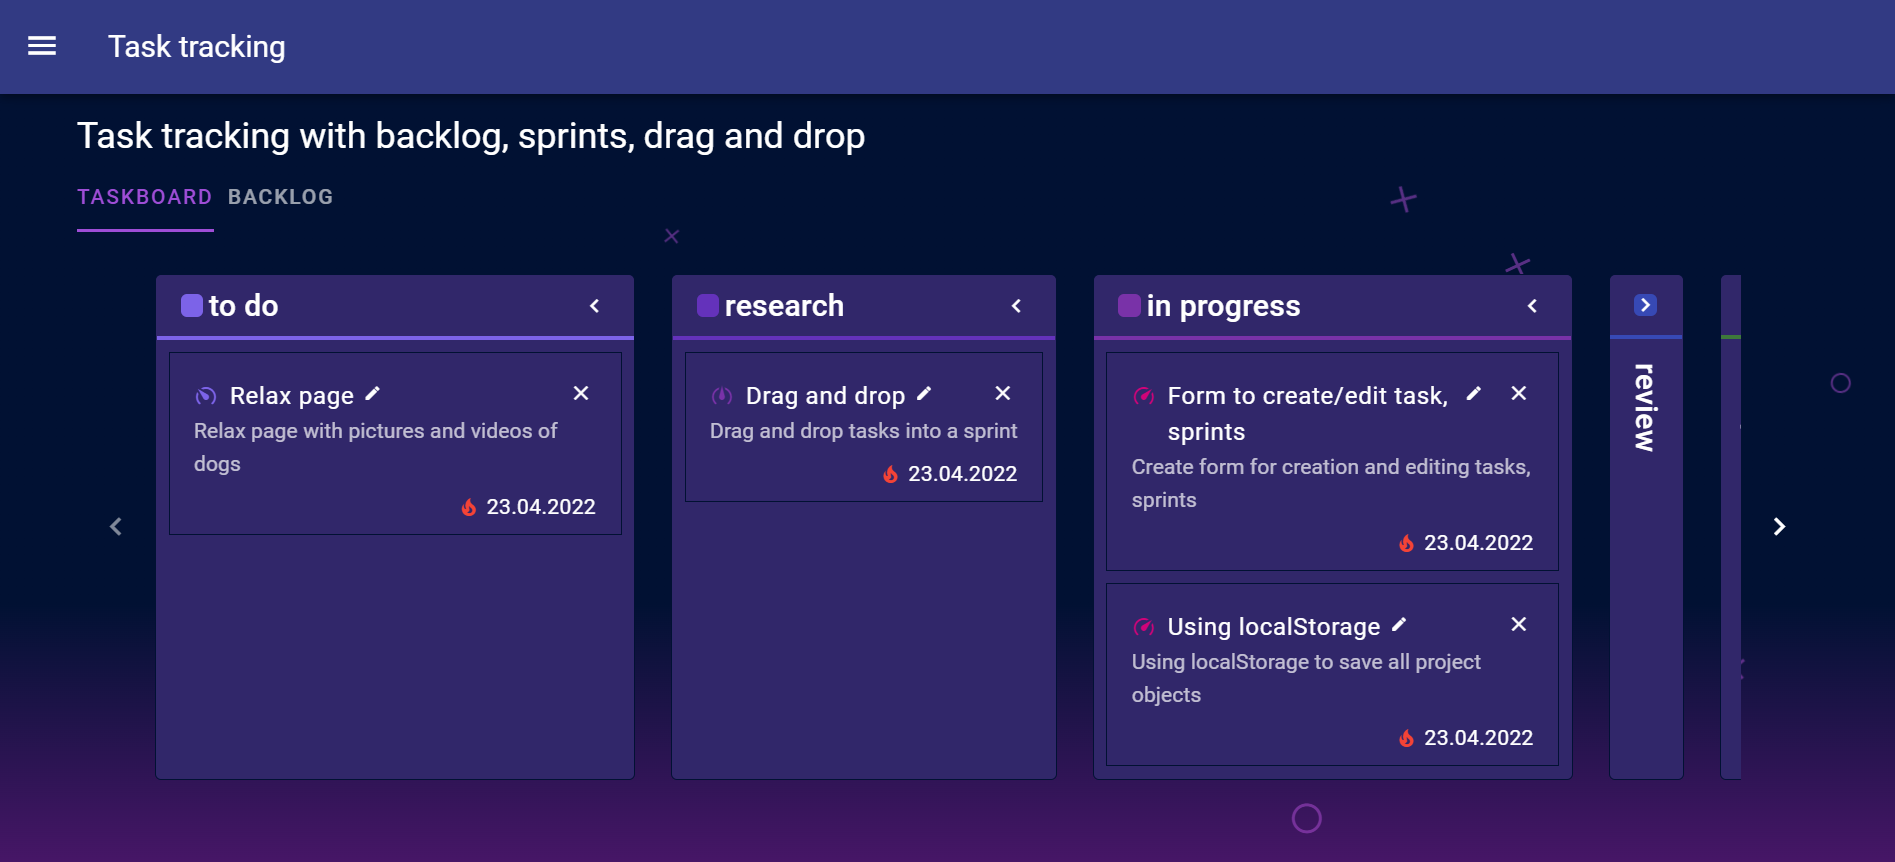 Task tracking
Task tracking with backlog, sprints, drag and drop
TASKBOARD BACKLOG
to do
Relax page
Relax page with pictures and videos of
dogs
23.04.2022
research
Drag and drop
Drag and drop tasks into a sprint
23.04.2022
in progress
Form to create/edit task,
sprints
Create form for creation and editing tasks,
sprints
23.04.2022
Using localStorage
Using localStorage to save all project
objects
23.04.2022
review